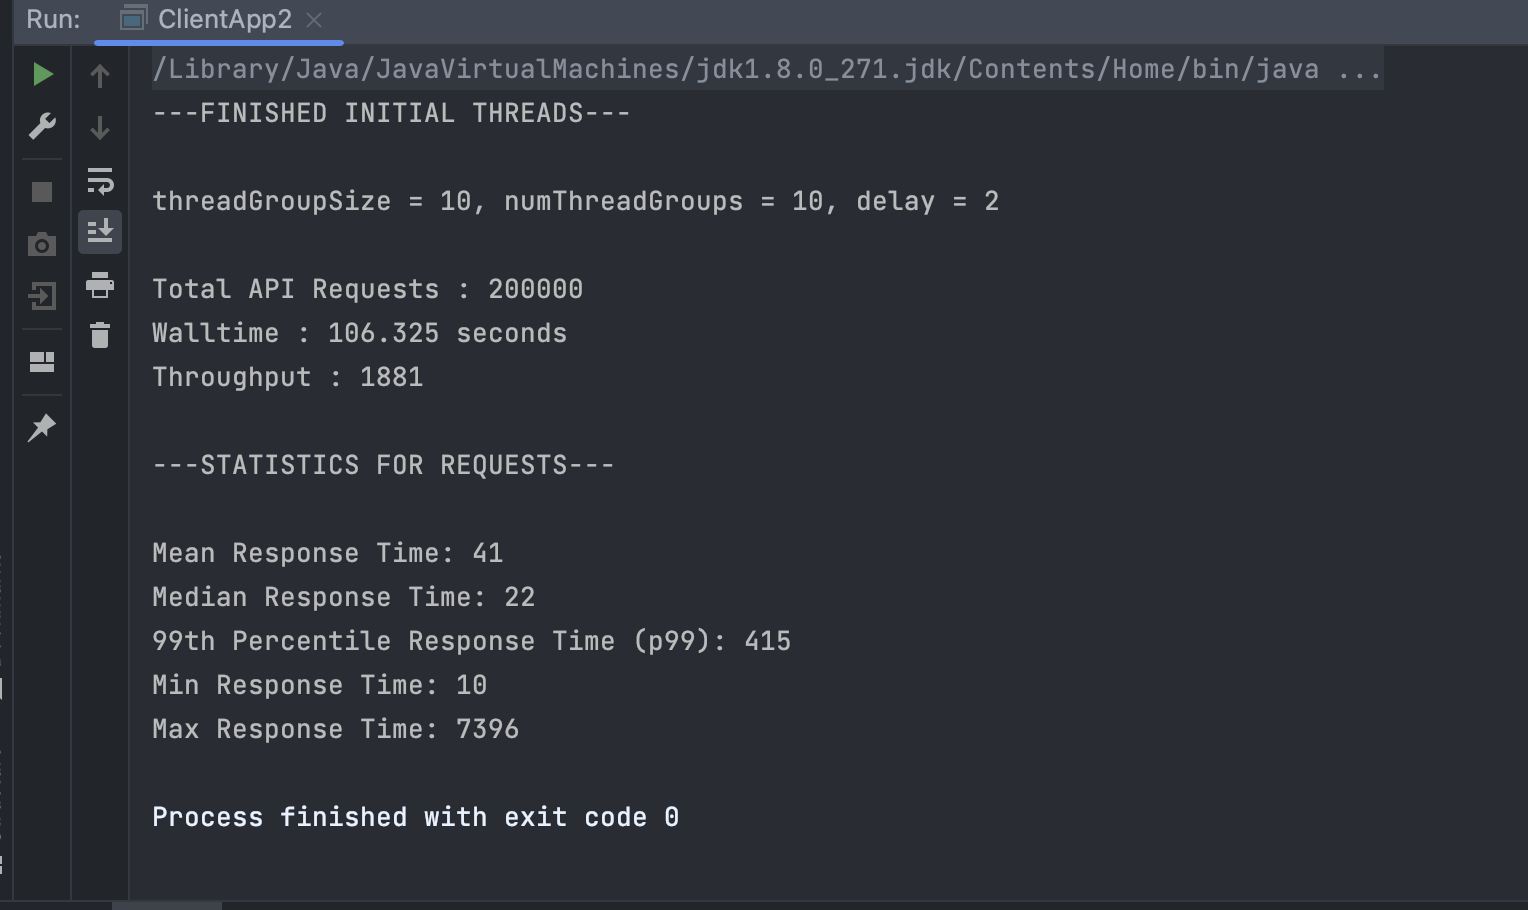 Run: ClientApp2
/Library/Java/JavaVirtualMachines/jdk1.8.0_271.jdk/Contents/Home/bin/java ...
---FINISHED INITIAL THREADS---
threadGroupSize = 10, numThreadGroups = 10, delay = 2
Total API Requests : 200000
Walltime : 106.325 seconds
Throughput : 1881
---STATISTICS FOR REQUESTS---
Mean Response Time: 41
Median Response Time: 22
99th Percentile Response Time (p99): 415
Min Response Time: 10
Max Response Time: 7396
Process finished with exit code 0